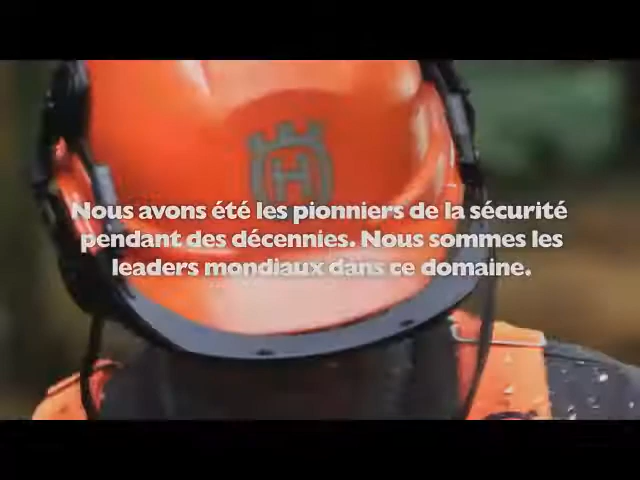 H
Nous avons été les pionniers de la sécurité
pendant des décennies. Nous sommes les
leaders mondiaux dans ce domaine.